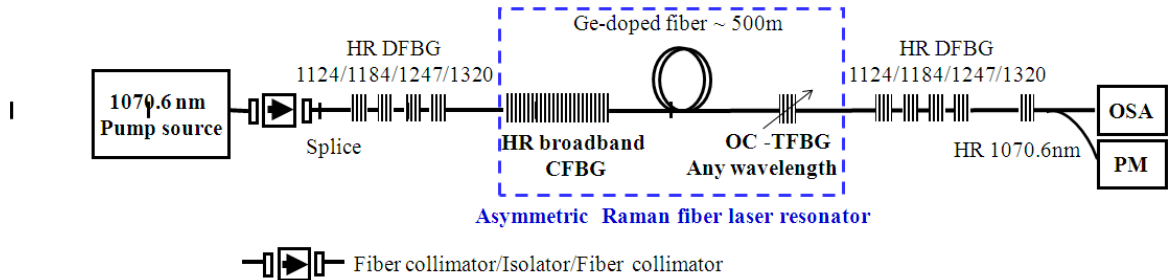 Ge-doped fiber ~ 500m
HR DFBG
1124/1184/1247/1320
HR DFBG
1124/1184/1247/1320
1070.6 nm
Pump source
Splice
HR broadband
CFBG
OC -TFBG
Any wavelength
HR 1070.6nm
OSA
PM
Asymmetric Raman fiber laser resonator
Fiber collimator/Isolator/Fiber collimator